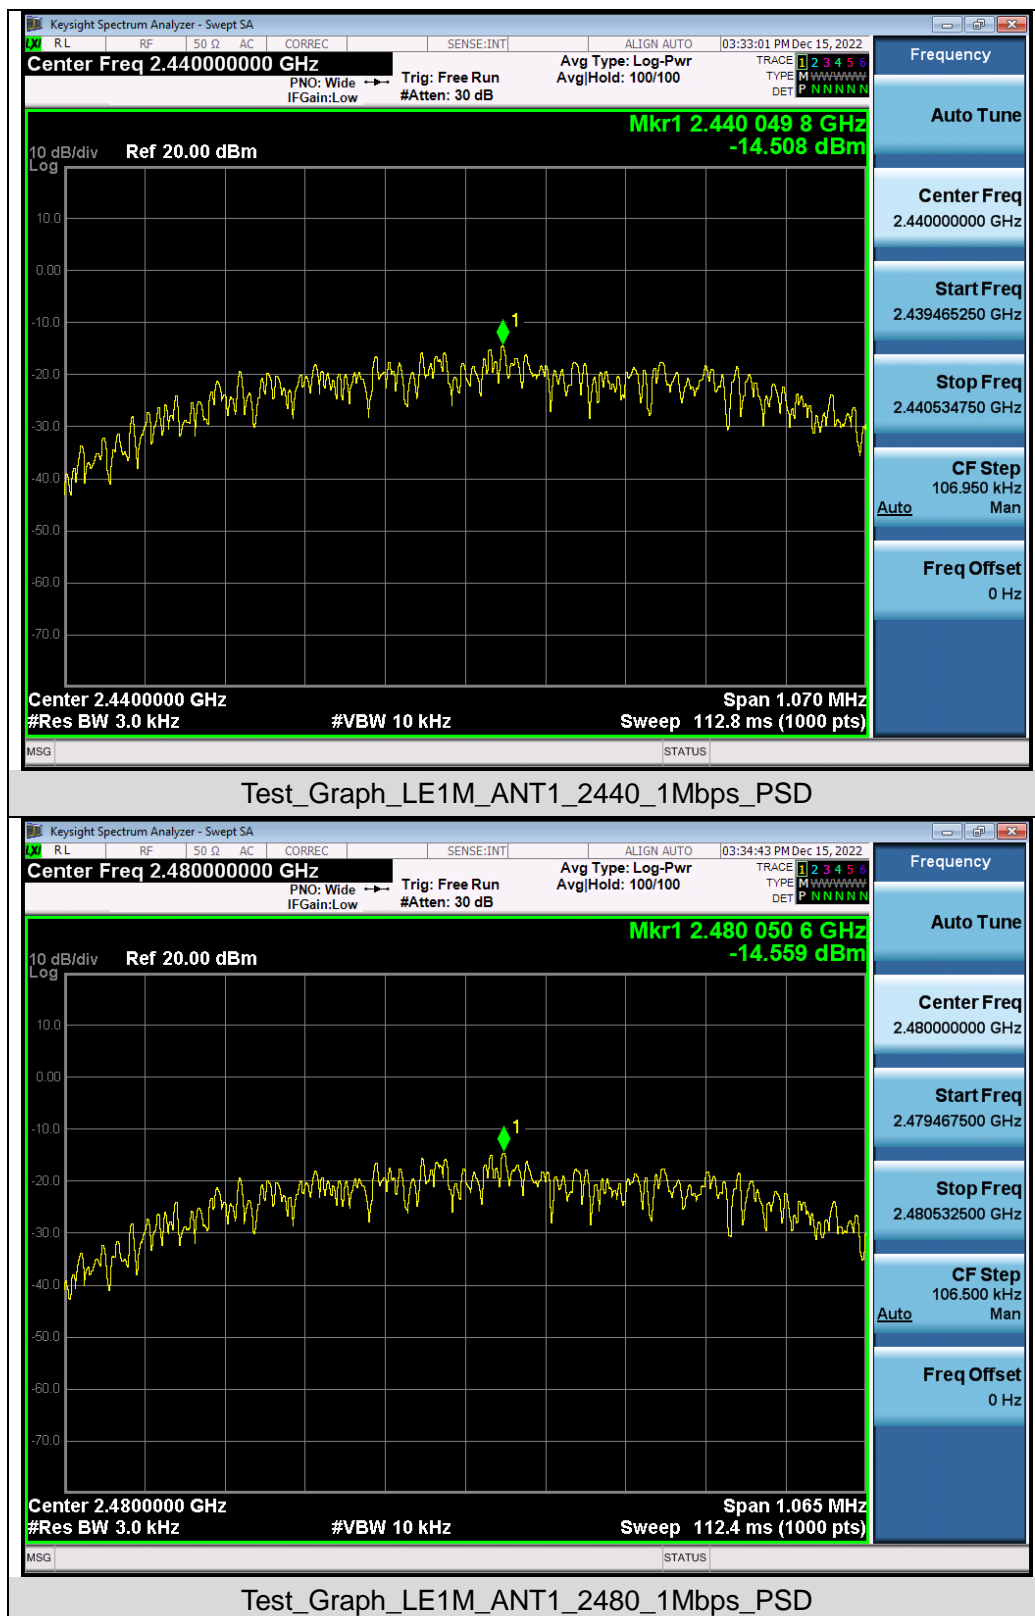 Keysight Spectrum Analyzer - Swept SA
LXI RL RF 50 Ω AC CORREC SENSE:INT ALIGN AUTO 03:33:01 PM Dec 15, 2022
Center Freq 2.440000000 GHz
PNO: Wide
IFGain:Low
Trig: Free Run
#Atten: 30 dB
Avg Type: Log-Pwr
Avg|Hold: 100/100
TRACE 1 2 3 4 5 6
TYPE M WWWWW
DET P N N N N N
Frequency
Auto Tune
Center Freq
2.440000000 GHz
Start Freq
2.439465250 GHz
Stop Freq
2.440534750 GHz
CF Step
106.950 kHz
Auto Man
Freq Offset
0 Hz
Mkr1 2.440 049 8 GHz
-14.508 dBm
10 dB/div Ref 20.00 dBm
Log
10.0
0.00
-10.0
-20.0
-30.0
-40.0
-50.0
-60.0
-70.0
1
Center 2.4400000 GHz Span 1.070 MHz
#Res BW 3.0 kHz #VBW 10 kHz Sweep 112.8 ms (1000 pts)
MSG STATUS
Test_Graph_LE1M_ANT1_2440_1Mbps_PSD
Keysight Spectrum Analyzer - Swept SA
LXI RL RF 50 Ω AC CORREC SENSE:INT ALIGN AUTO 03:34:43 PM Dec 15, 2022
Center Freq 2.480000000 GHz
PNO: Wide
IFGain:Low
Trig: Free Run
#Atten: 30 dB
Avg Type: Log-Pwr
Avg|Hold: 100/100
TRACE 1 2 3 4 5 6
TYPE M WWWWW
DET P N N N N N
Frequency
Auto Tune
Center Freq
2.480000000 GHz
Start Freq
2.479467500 GHz
Stop Freq
2.480532500 GHz
CF Step
106.500 kHz
Auto Man
Freq Offset
0 Hz
Mkr1 2.480 050 6 GHz
-14.559 dBm
10 dB/div Ref 20.00 dBm
Log
10.0
0.00
-10.0
-20.0
-30.0
-40.0
-50.0
-60.0
-70.0
1
Center 2.4800000 GHz Span 1.065 MHz
#Res BW 3.0 kHz #VBW 10 kHz Sweep 112.4 ms (1000 pts)
MSG STATUS
Test_Graph_LE1M_ANT1_2480_1Mbps_PSD